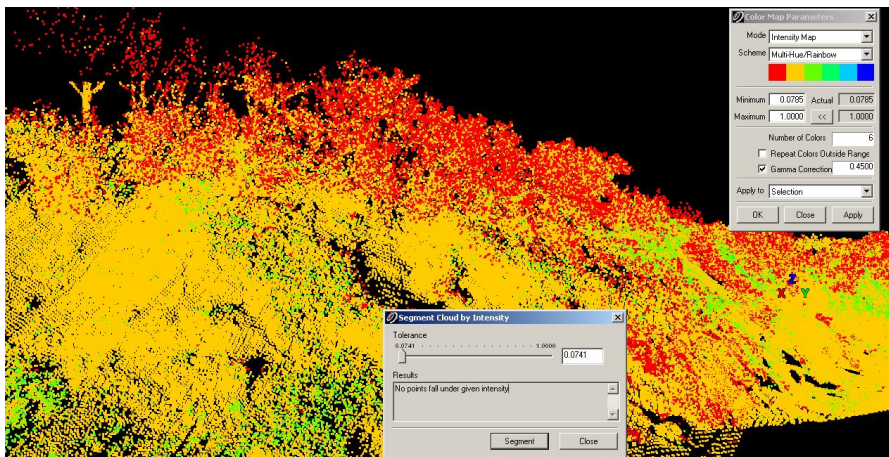 Color Map Parameters
Mode Intensity Map
Scheme Multi-Hue/Rainbow
Minimum 0.0785 Actual 0.0785
Maximum 1.0000 << 1.0000
Number of Colors 6
Repeat Colors Outside Range
Gamma Correction 0.4500
Apply to Selection
OK Close Apply
Z
X Y
Segment Cloud by Intensity
Tolerance
0.0741 1.0000
0.0741
Results
No points fall under given intensity
Segment Close